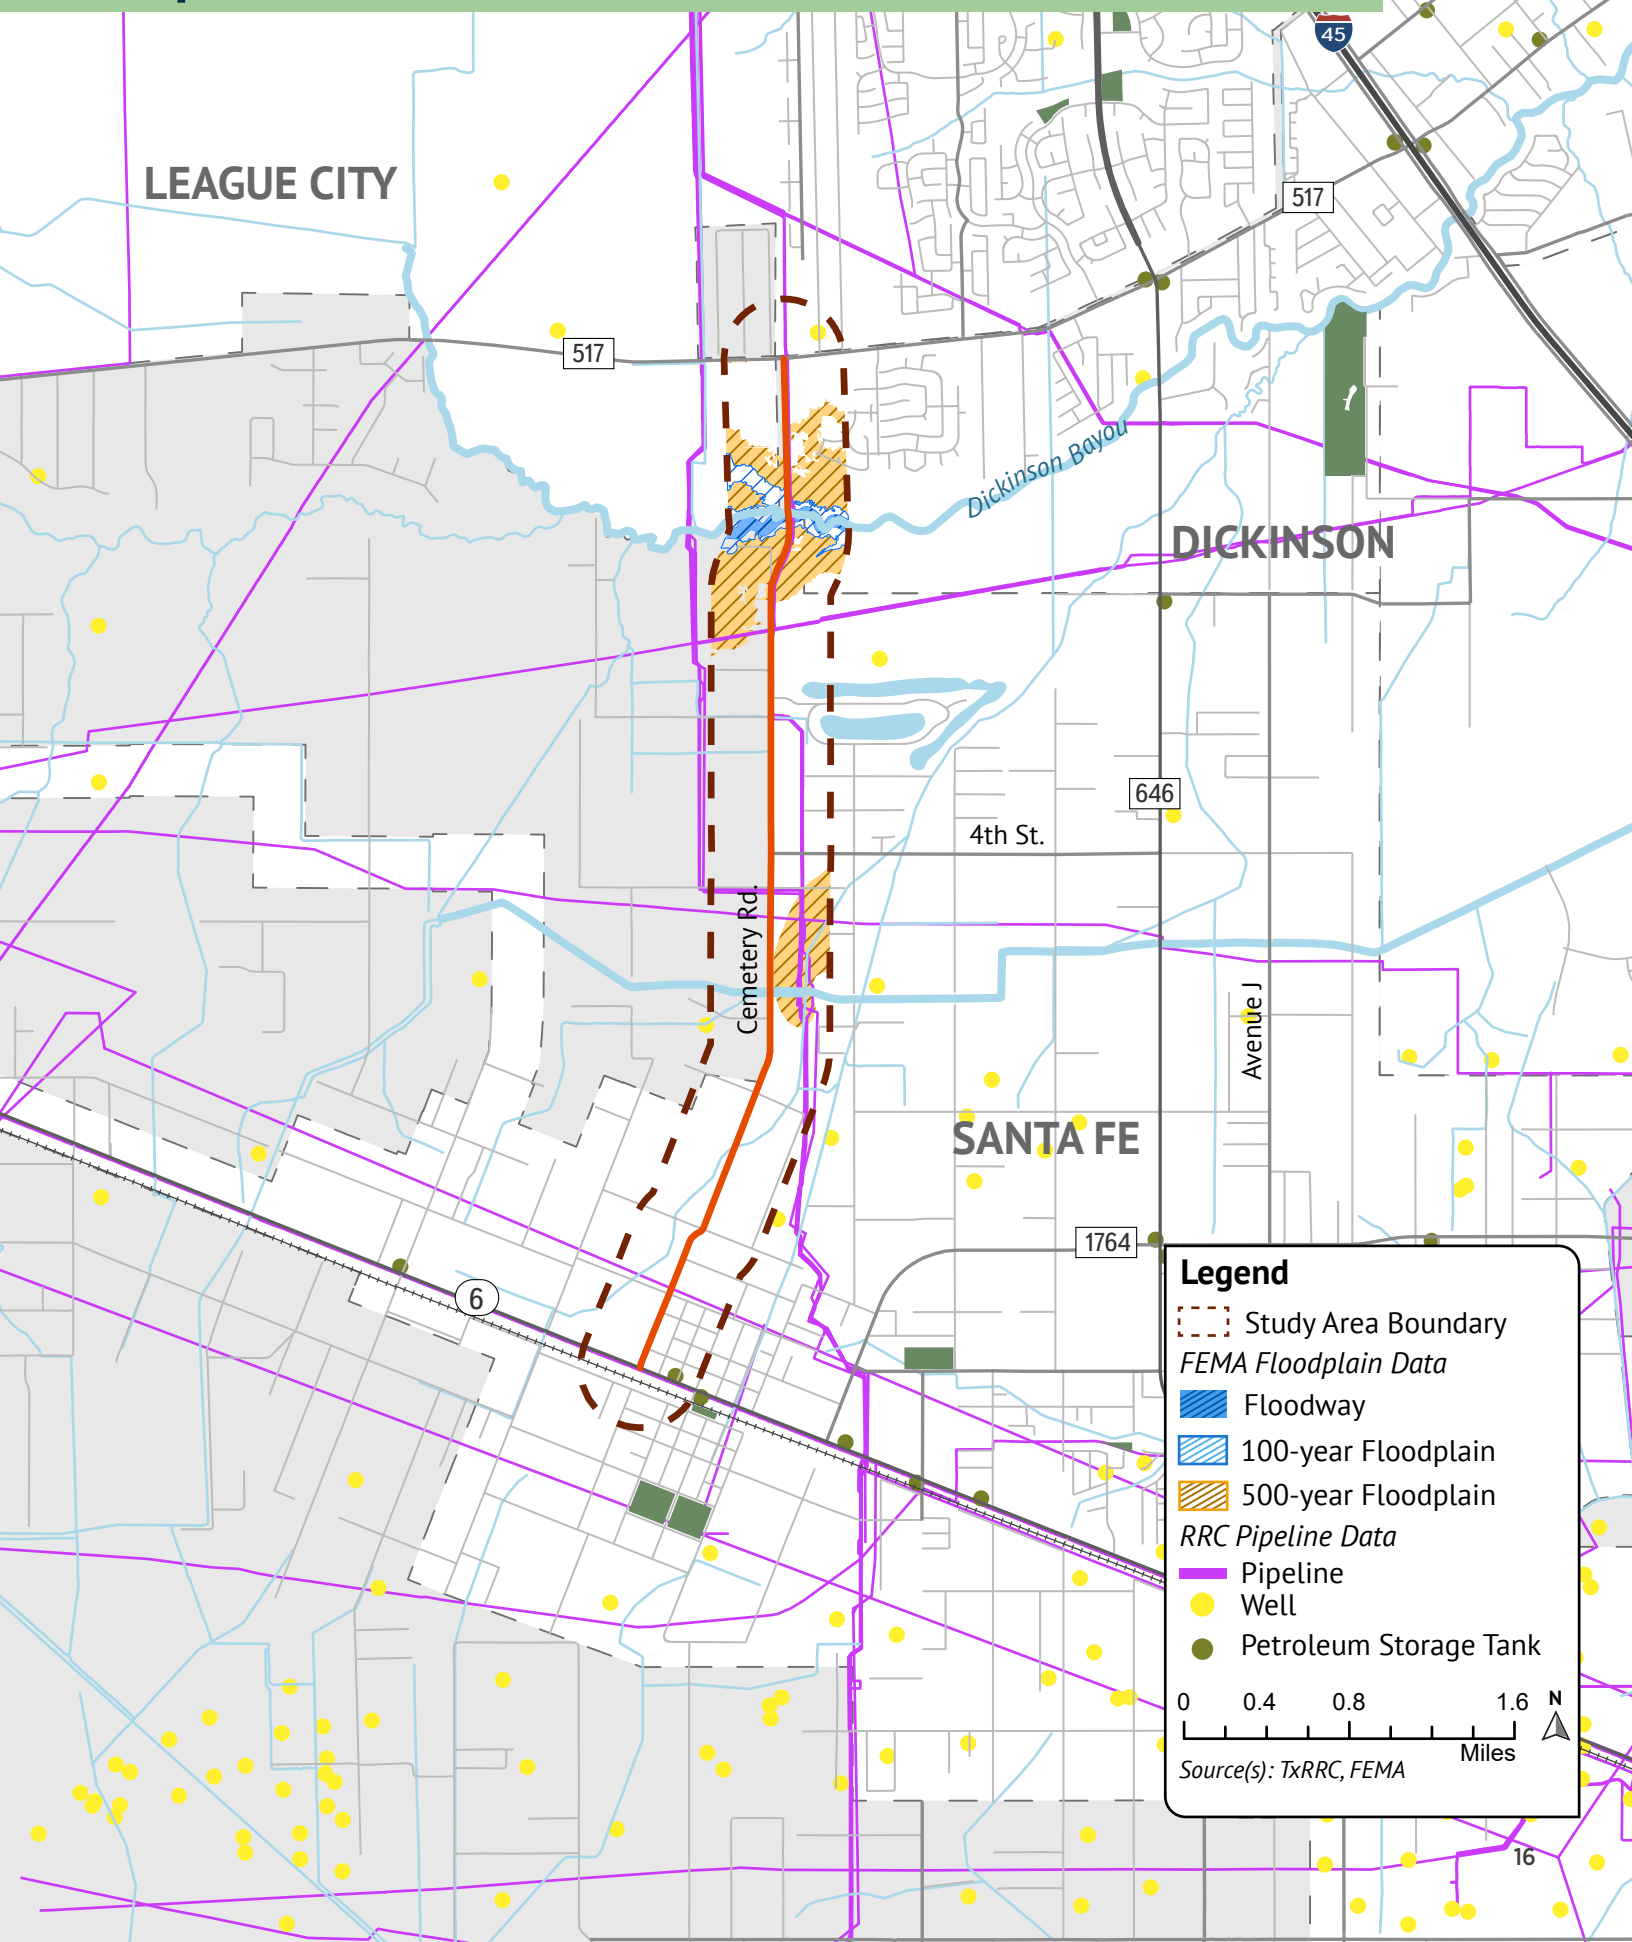 45
LEAGUE CITY
517
517
Dickinson Bayou
DICKINSON
646
4th St.
Cemetery Rd.
Avenue J
SANTA FE
1764
6
Legend
Study Area Boundary
FEMA Floodplain Data
Floodway
100-year Floodplain
500-year Floodplain
RRC Pipeline Data
Pipeline
Well
Petroleum Storage Tank
0 0.4 0.8 1.6
N
Miles
Source(s): TxRRC, FEMA
16